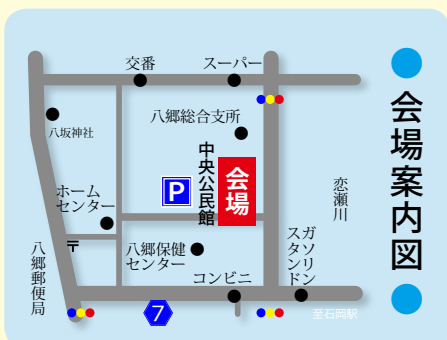 会場案内図
交番
スーパー
八坂神社
八郷総合支所
中央公民館
会場
P
ホーム
センター
〒
八郷郵便局
八郷保健
センター
コンビニ
ガソリン
スタンド
恋瀬川
7
至石岡駅